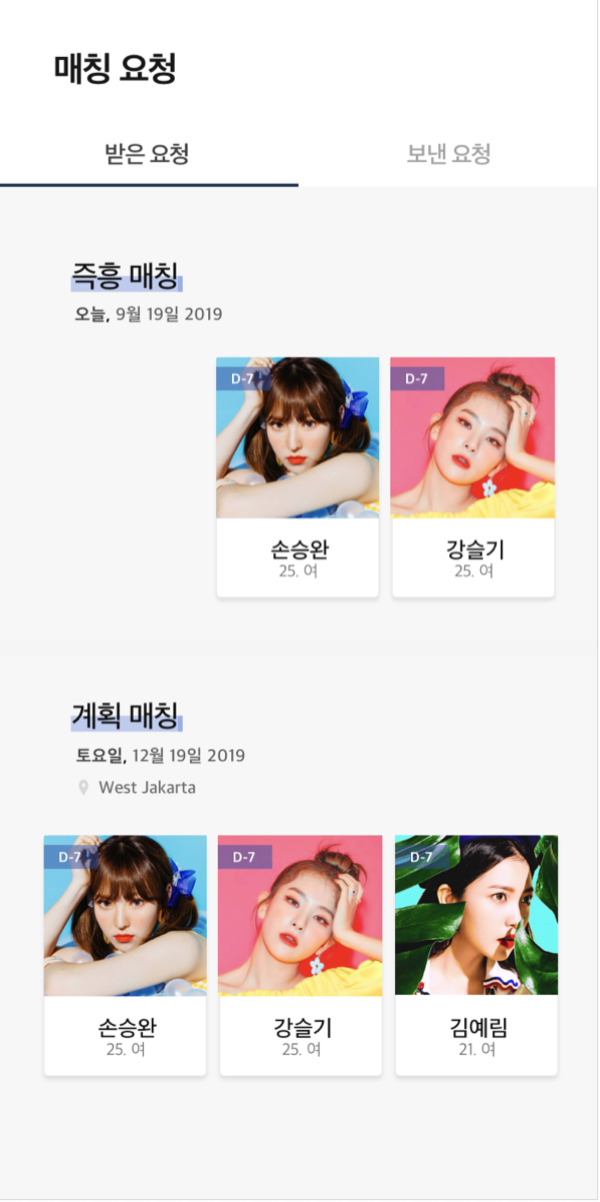 매칭 요청
받은 요청
보낸 요청
즉흥 매칭
오늘, 9월 19일 2019
D-7
D-7
손승완
25. 여
강슬기
25. 여
계획 매칭
토요일, 12월 19일 2019
West Jakarta
D-7
D-7
D-7
손승완
25. 여
강슬기
25. 여
김예림
21. 여